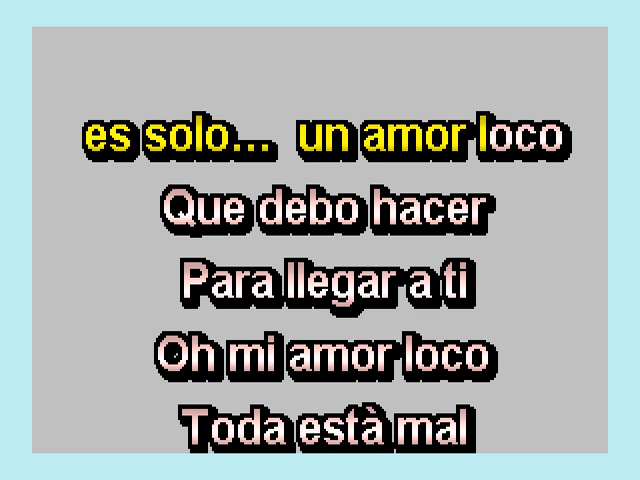 es solo... un amor loco
Que debo hacer
Para llegar a ti
Oh mi amor loco
Toda està mal